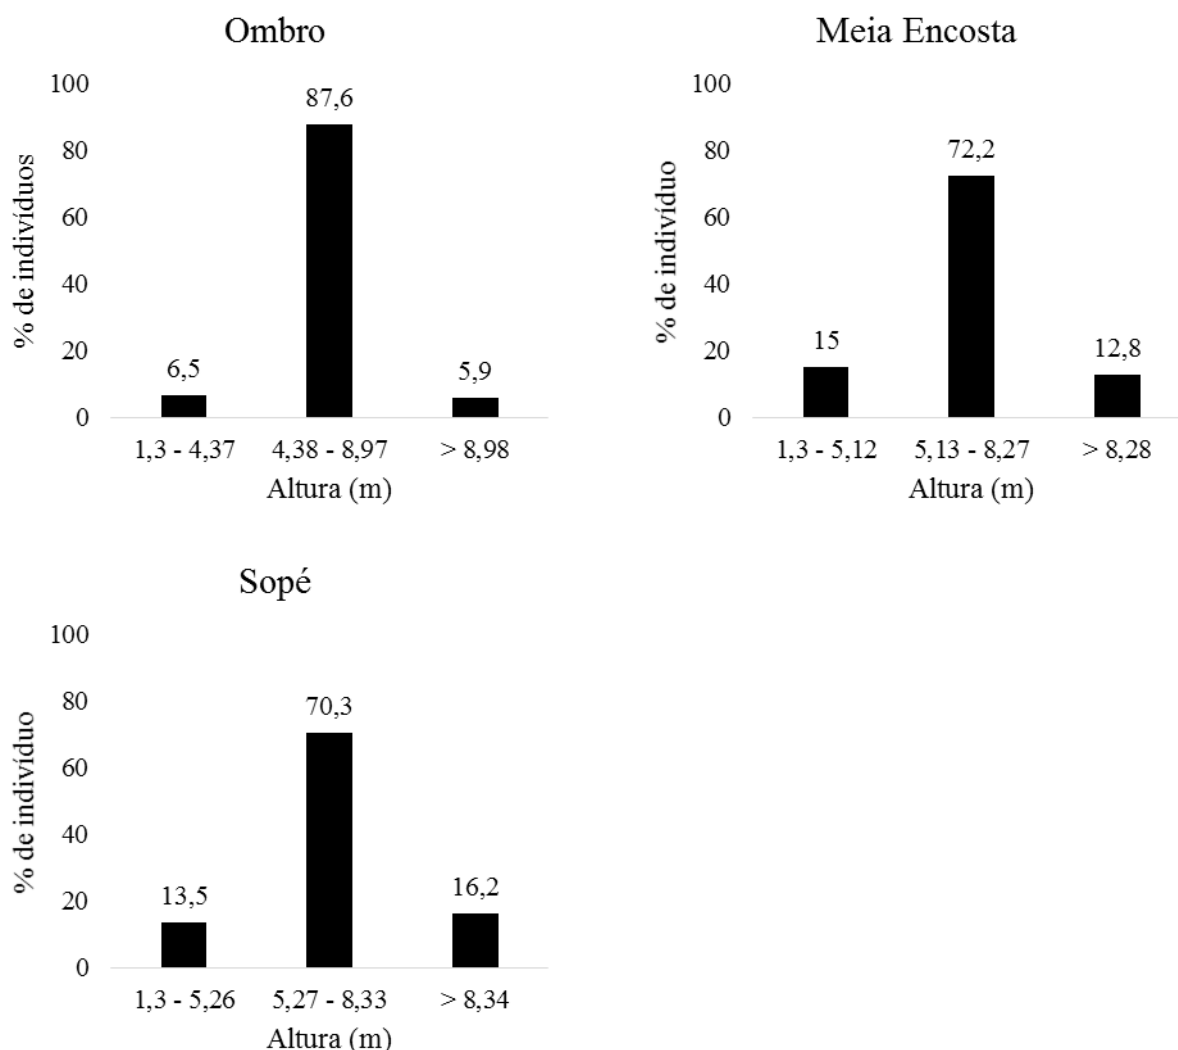 Ombro
% de indivíduos
100
80
60
40
20
0
87,6
6,5
5,9
1,3 - 4,37 4,38 - 8,97 > 8,98
Altura (m)
Meia Encosta
% de indivíduo
100
80
60
40
20
0
72,2
15
12,8
1,3 - 5,12 5,13 - 8,27 > 8,28
Altura (m)
Sopé
% de indivíduo
100
80
60
40
20
0
70,3
13,5
16,2
1,3 - 5,26 5,27 - 8,33 > 8,34
Altura (m)